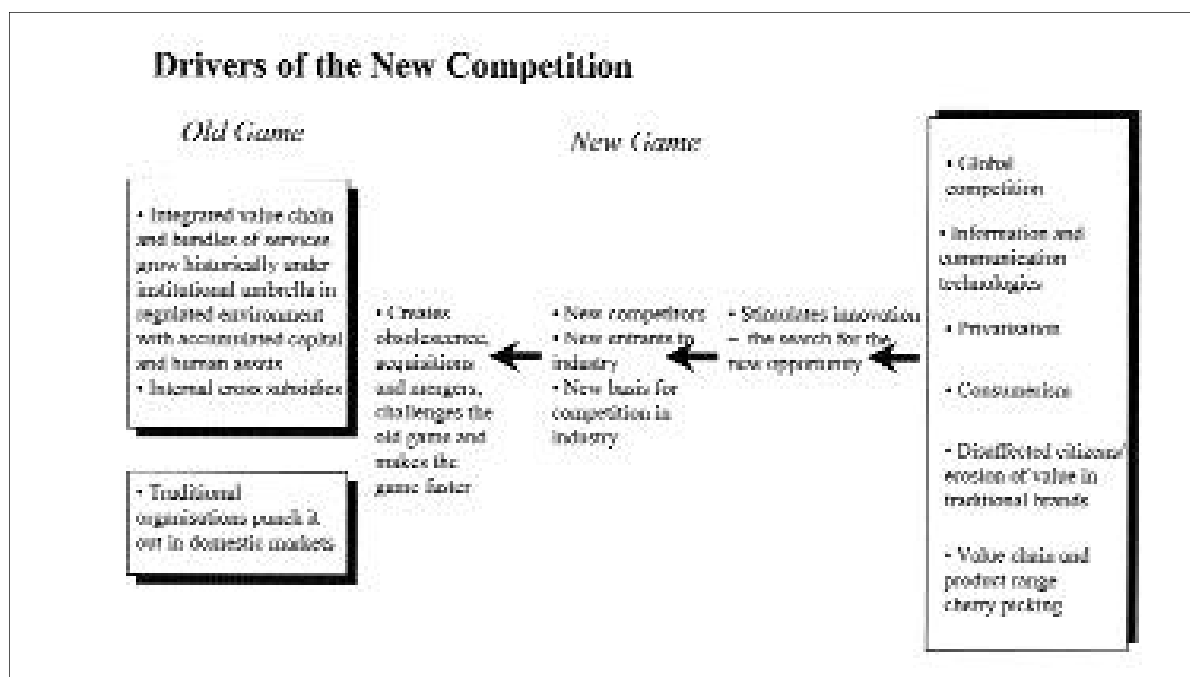 Drivers of the New Competition
Old Game
• Integrated value chain
and bundles of services
grow historically under
institutional umbrella in
regulated environment
with accumulated capital
and human assets
• Internal cross subsidies
• Traditional
organisations punch it
out in domestic markets
New Game
• Creates
obsolescence,
acquisitions
and mergers,
challenges the
old game and
makes the
game faster
• New competitors
• New entrants to
industry
• New basis for
competition in
industry
• Stimulates innovation
– the search for the
new opportunity
• Global
competition
• Information and
communication
technologies
• Privatisation
• Consumerism
• Disaffected citizens/
erosion of value in
traditional brands
• Value chain and
product range
cherry picking